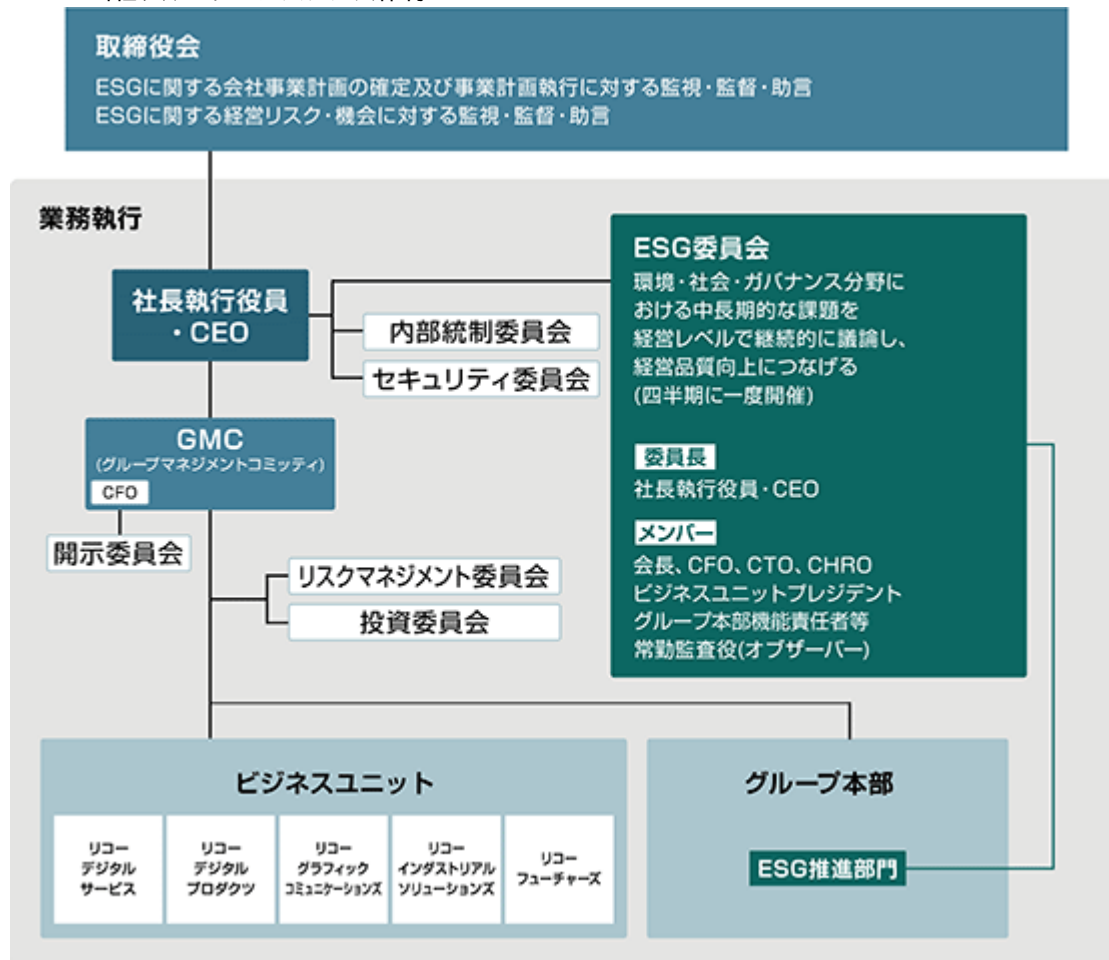 取締役会
ESGに関する会社事業計画の確定及び事業計画執行に対する監視・監督・助言
ESGに関する経営リスク・機会に対する監視・監督・助言
業務執行
社長執行役員
・CEO
内部統制委員会
セキュリティ委員会
ESG委員会
環境・社会・ガバナンス分野に
おける中長期的な課題を
経営レベルで継続的に議論し、
経営品質向上につなげる
(四半期に一度開催)
委員長
社長執行役員・CEO
メンバー
会長、CFO、CTO、CHRO
ビジネスユニットプレジデント
グループ本部機能責任者等
常勤監査役(オブザーバー)
GMC
(グループマネジメントコミッティ)
CFO
開示委員会
リスクマネジメント委員会
投資委員会
ビジネスユニット
リコー
デジタル
サービス
リコー
デジタル
プロダクツ
リコー
グラフィック
コミュニケーションズ
リコー
インダストリアル
ソリューションズ
リコー
フューチャーズ
グループ本部
ESG推進部門